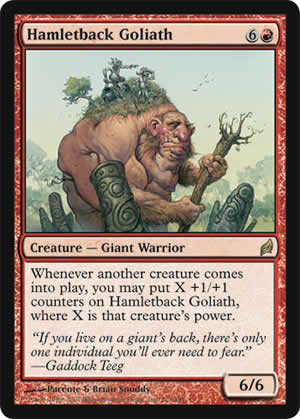 Hamletback Goliath 6
Creature — Giant Warrior
Whenever another creature comes
into play, you may put X +1/+1
counters on Hamletback Goliath,
where X is that creature's power.
"If you live on a giant's back, there's only
one individual you'll ever need to fear."
—Gaddock Teeg
Parente & Brian Snoddy
6/6